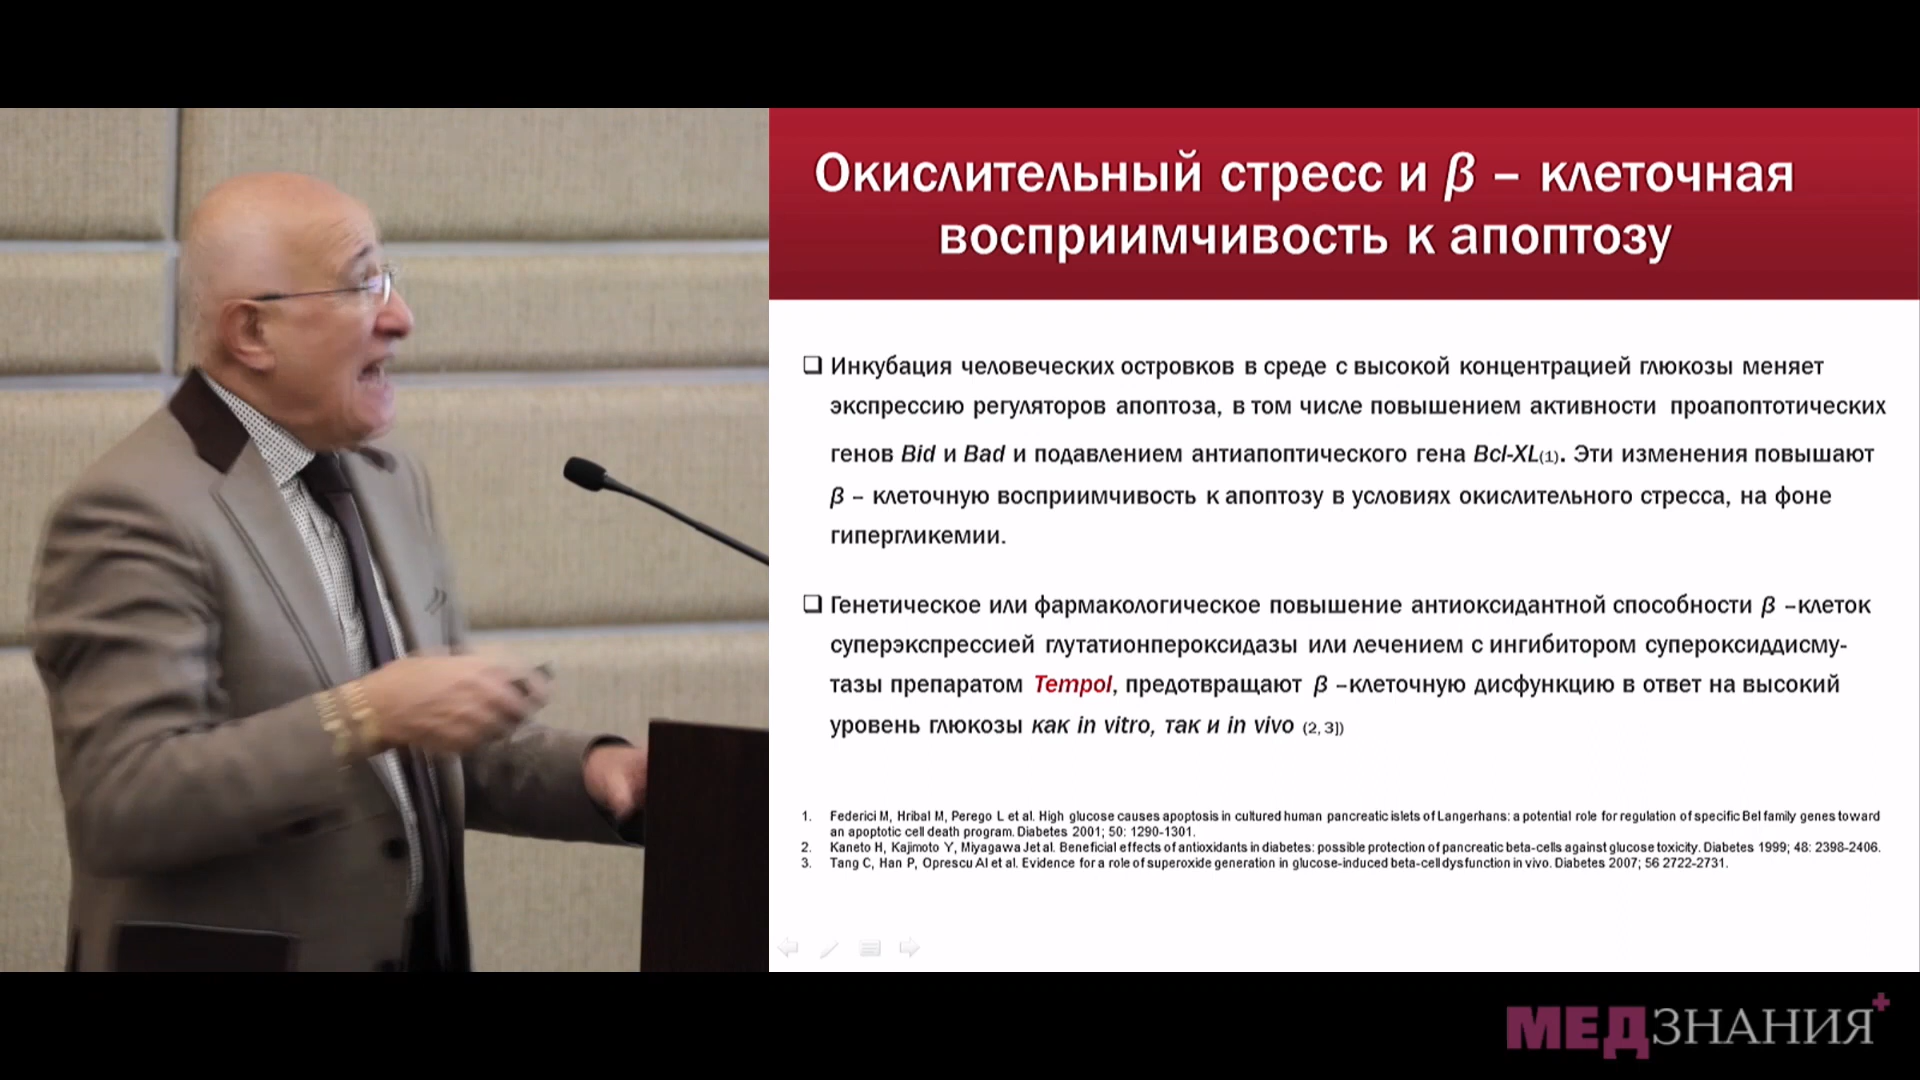 Окислительный стресс и β – клеточная
восприимчивость к апоптозу
❑ Инкубация человеческих островков в среде с высокой концентрацией глюкозы меняет
экспрессию регуляторов апоптоза, в том числе повышением активности проапоптотических
генов Bid и Bad и подавлением антиапоптического гена Bcl-XL(1). Эти изменения повышают
β – клеточную восприимчивость к апоптозу в условиях окислительного стресса, на фоне
гипергликемии.
❑ Генетическое или фармакологическое повышение антиоксидантной способности β –клеток
суперэкспрессией глутатионпероксидазы или лечением с ингибитором супероксиддисму-
тазы препаратом Tempol, предотвращают β –клеточную дисфункцию в ответ на высокий
уровень глюкозы как in vitro, так и in vivo (2, 3])
1. Federici M, Hribal M, Perego L et al. High glucose causes apoptosis in cultured human pancreatic islets of Langerhans: a potential role for regulation of specific Bel family genes toward
an apoptotic cell death program. Diabetes 2001; 50: 1290-1301.
2. Kaneto H, Kajimoto Y, Miyagawa J et al. Beneficial effects of antioxidants in diabetes: possible protection of pancreatic beta-cells against glucose toxicity. Diabetes 1999; 48: 2398-2406.
3. Tang C, Han P, Oprescu AI et al. Evidence for a role of superoxide generation in glucose-induced beta-cell dysfunction in vivo. Diabetes 2007; 56 2722-2731.
МЕДЗНАНИЯ+